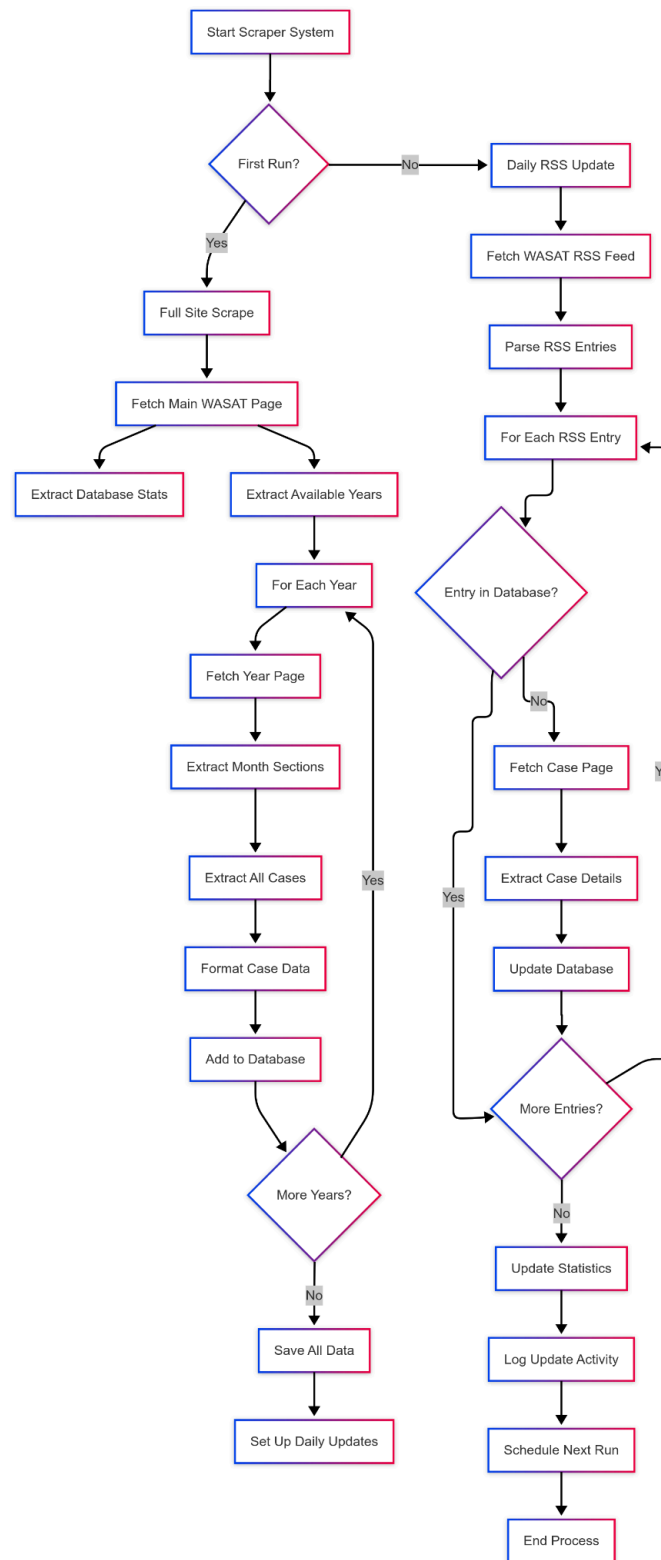 Start Scraper System
First Run?
No
Daily RSS Update
Yes
Fetch WASAT RSS Feed
Full Site Scrape
Parse RSS Entries
Fetch Main WASAT Page
For Each RSS Entry
Extract Database Stats
Extract Available Years
For Each Year
Entry in Database?
Fetch Year Page
No
Extract Month Sections
Fetch Case Page
Extract All Cases
Yes
Yes
Extract Case Details
Format Case Data
Update Database
Add to Database
More Entries?
More Years?
No
Update Statistics
No
Save All Data
Log Update Activity
Set Up Daily Updates
Schedule Next Run
End Process